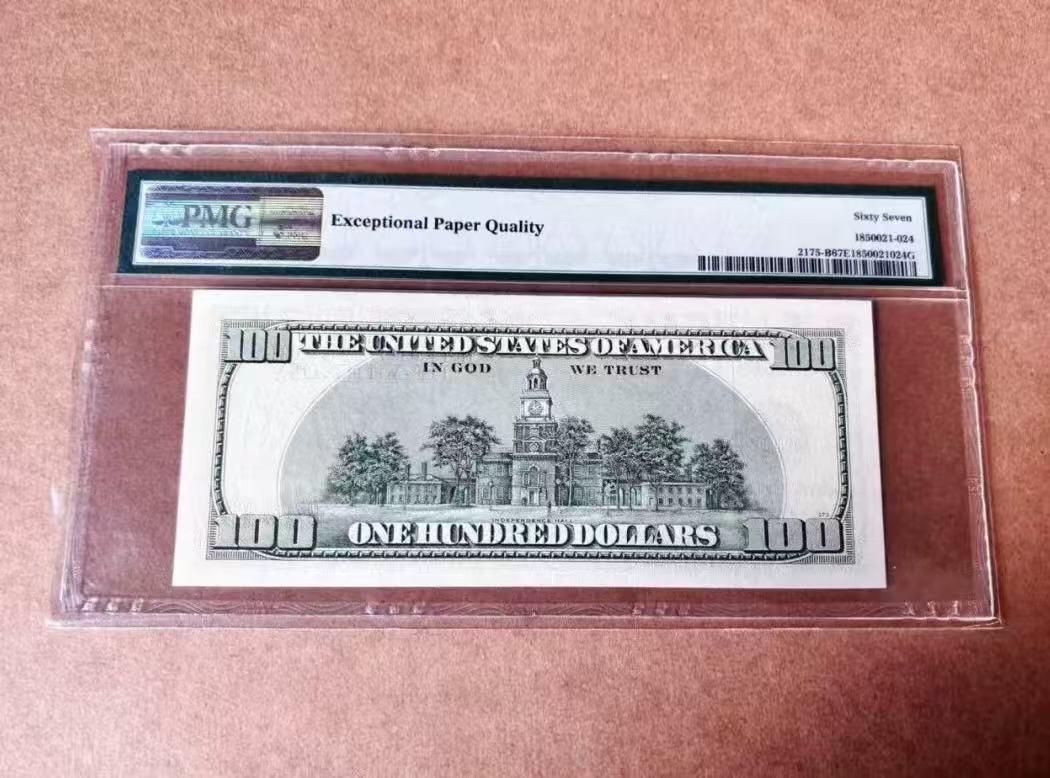 PMG
Exceptional Paper Quality
Sixty Seven
1850021-024
2175-B67E1850021024G
100 THE UNITED STATES OF AMERICA 100
IN GOD WE TRUST
INDEPENDENCE HALL
100 ONE HUNDRED DOLLARS 100